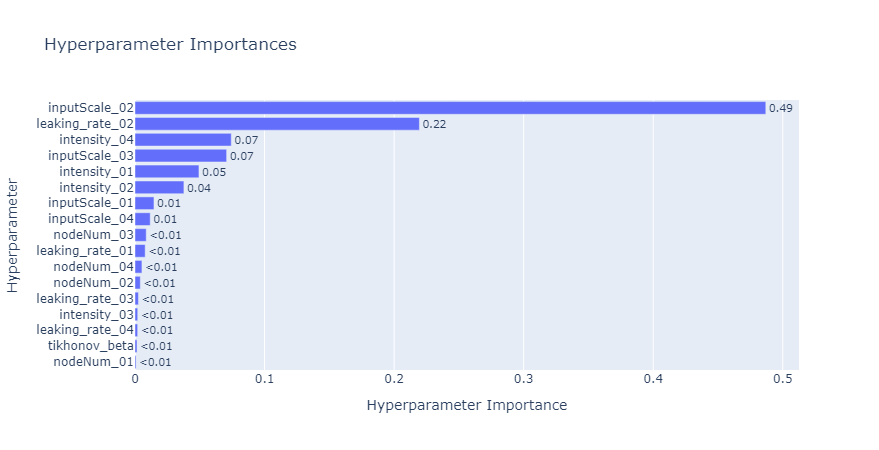 Hyperparameter Importances
Hyperparameter
inputScale_02 0.49
leaking_rate_02 0.22
intensity_04 0.07
inputScale_03 0.07
intensity_01 0.05
intensity_02 0.04
inputScale_01 0.01
inputScale_04 0.01
nodeNum_03 <0.01
leaking_rate_01 <0.01
nodeNum_04 <0.01
nodeNum_02 <0.01
leaking_rate_03 <0.01
intensity_03 <0.01
leaking_rate_04 <0.01
tikhonov_beta <0.01
nodeNum_01 <0.01
0 0.1 0.2 0.3 0.4 0.5
Hyperparameter Importance